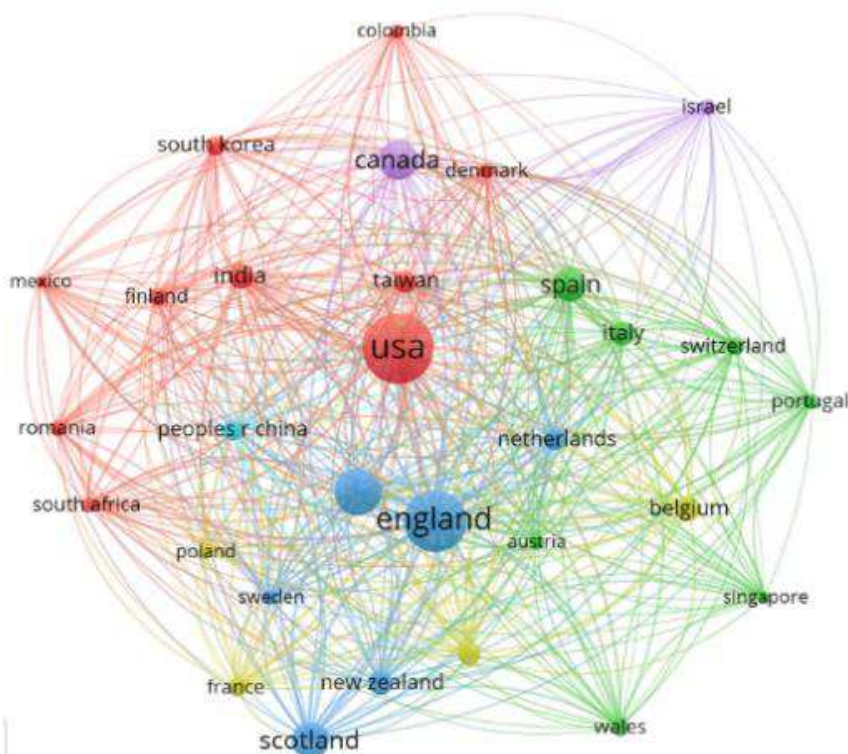 colombia
israel
south korea
canada
denmark
mexico
finland
india
taiwan
spain
usa
italy
switzerland
portugal
romania
peoples r china
netherlands
south africa
england
belgium
poland
austria
sweden
singapore
france
new zealand
wales
scotland